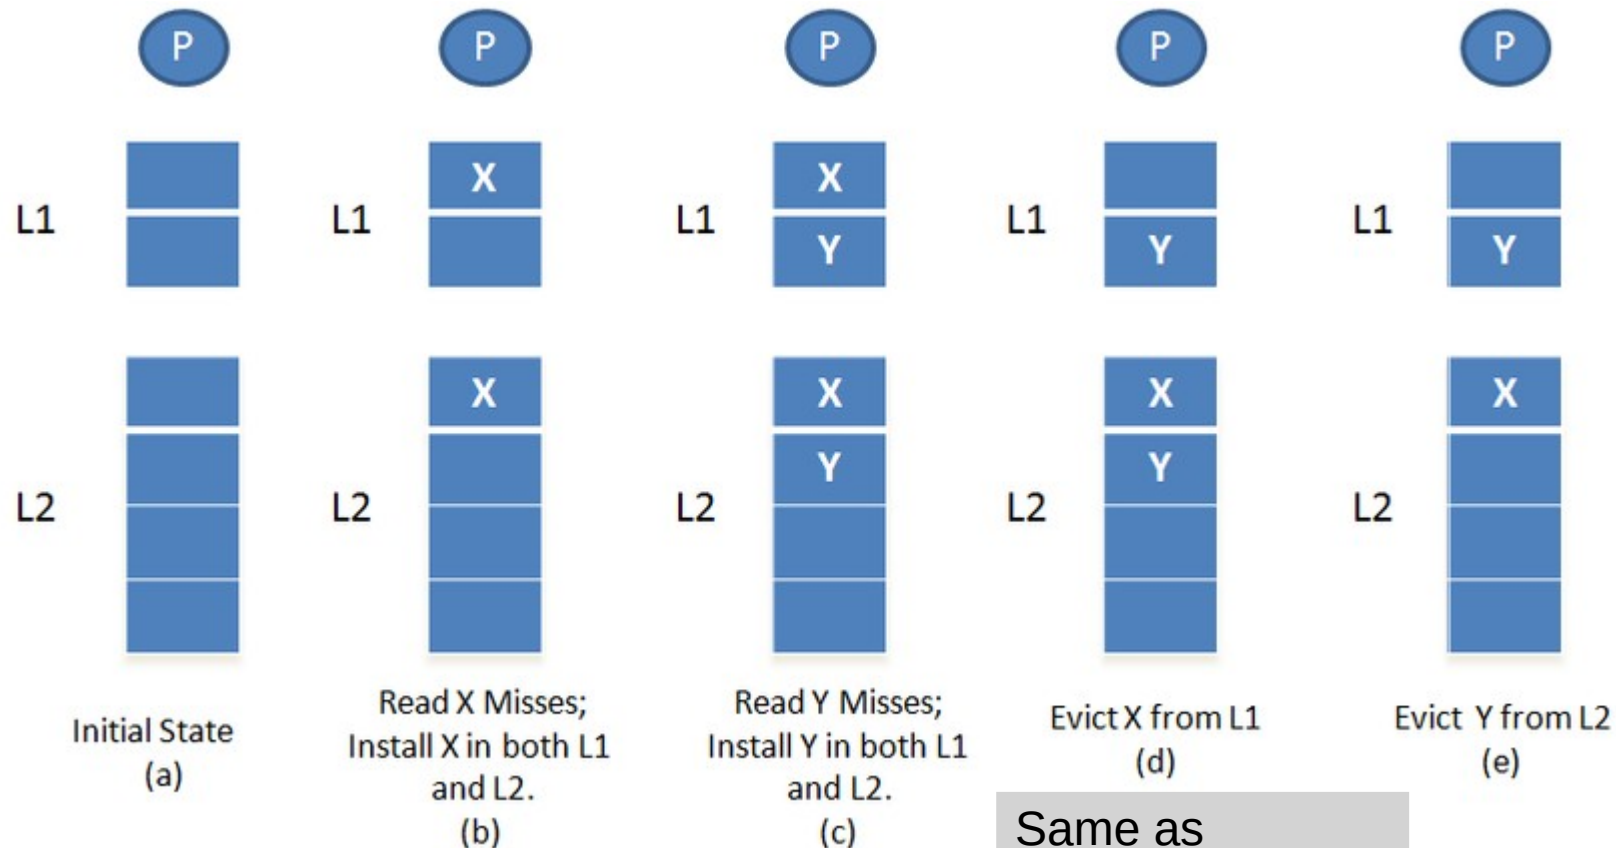 P
P
P
P
P
L1
X
L1
X
Y
L1
Y
L1
Y
L1
L2
X
L2
X
Y
L2
X
Y
L2
X
L2
Initial State
(a)
Read X Misses;
Install X in both L1
and L2.
(b)
Read Y Misses;
Install Y in both L1
and L2.
(c)
Evict X from L1
(d)
Same as
Evict Y from L2
(e)